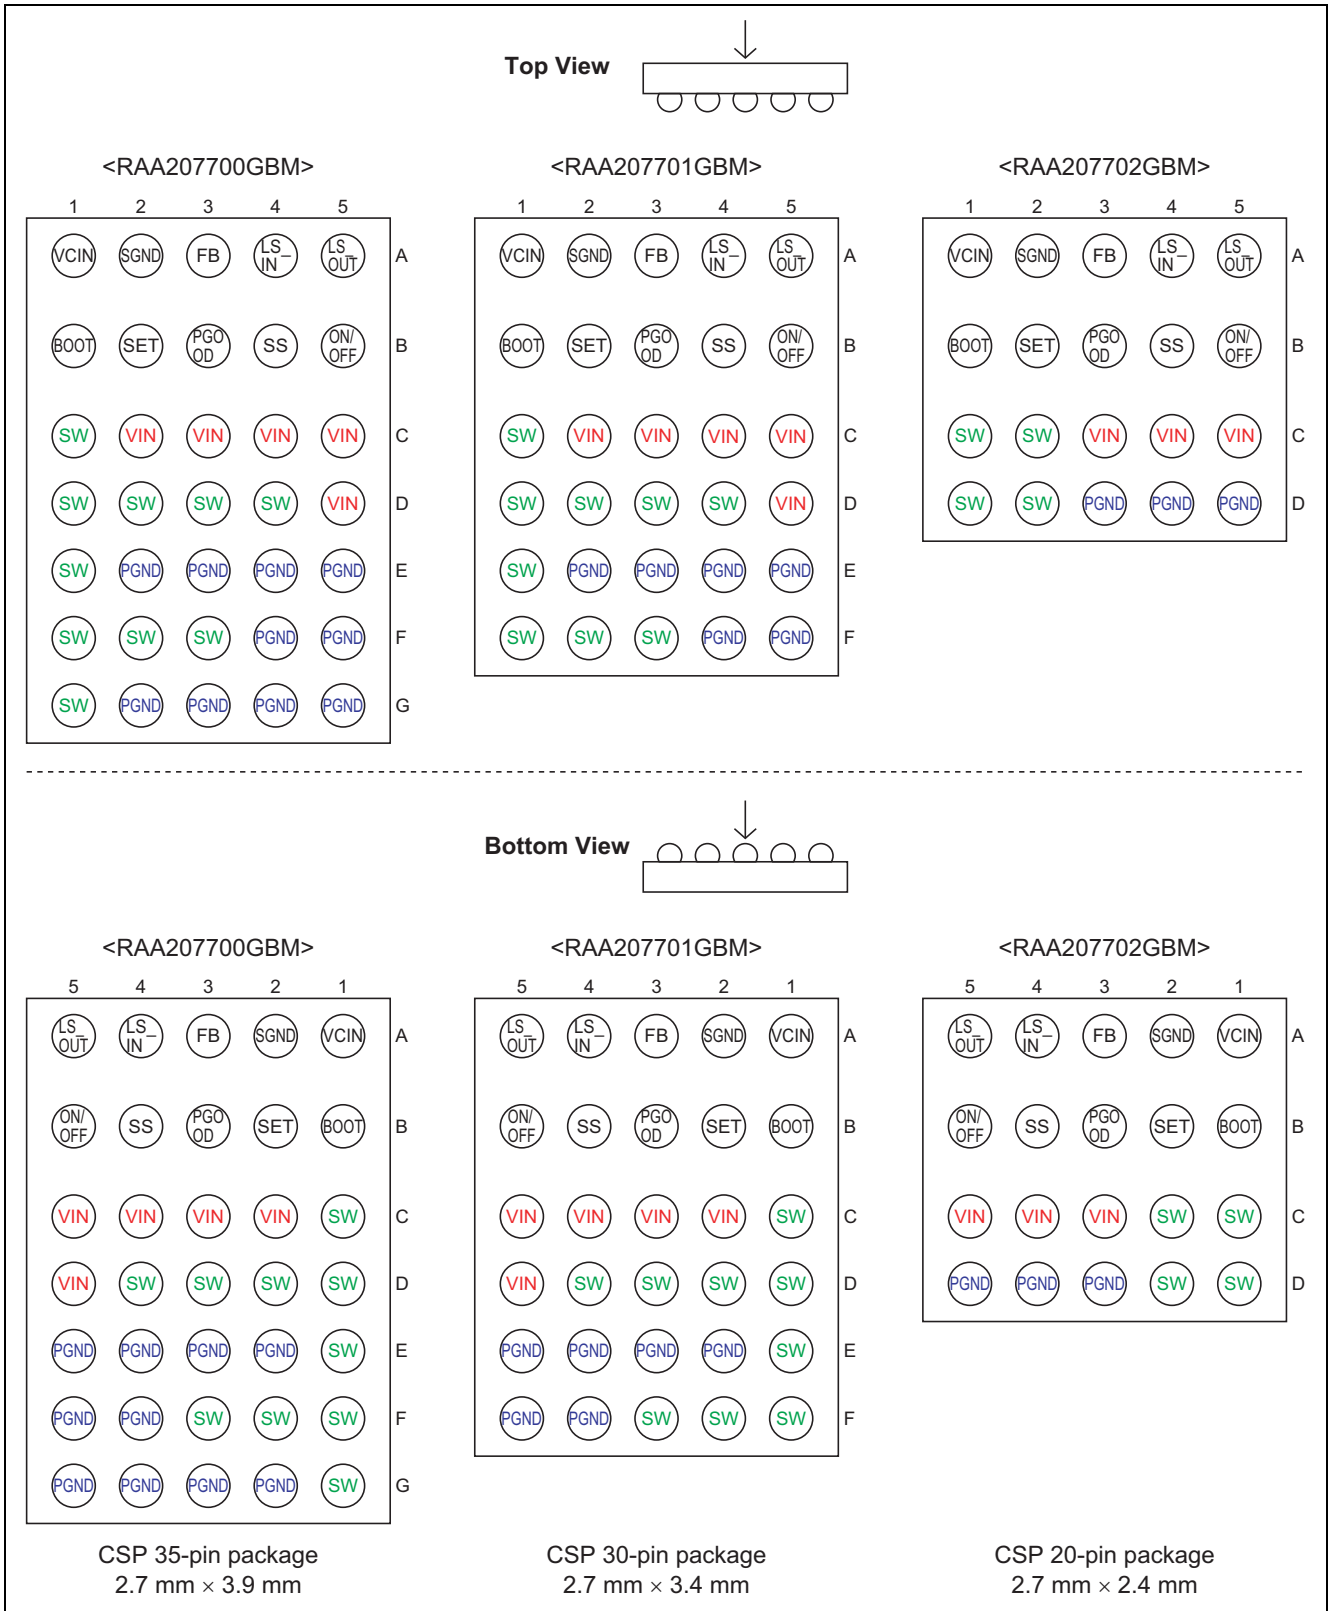 Top View
<RAA207700GBM> <RAA207701GBM> <RAA207702GBM>
1 2 3 4 5 1 2 3 4 5 1 2 3 4 5
VCIN SGND FB LS_IN LS_OUT A VCIN SGND FB LS_IN LS_OUT A VCIN SGND FB LS_IN LS_OUT A
BOOT SET PGOOD SS ON/OFF B BOOT SET PGOOD SS ON/OFF B BOOT SET PGOOD SS ON/OFF B
SW VIN VIN VIN VIN C SW VIN VIN VIN VIN C SW SW VIN VIN VIN C
SW SW SW SW VIN D SW SW SW SW VIN D SW SW PGND PGND PGND D
SW PGND PGND PGND PGND E SW PGND PGND PGND PGND E
SW SW SW PGND PGND F SW SW SW PGND PGND F
SW PGND PGND PGND PGND G
Bottom View
<RAA207700GBM> <RAA207701GBM> <RAA207702GBM>
5 4 3 2 1 5 4 3 2 1 5 4 3 2 1
LS_OUT LS_IN FB SGND VCIN A LS_OUT LS_IN FB SGND VCIN A LS_OUT LS_IN FB SGND VCIN A
ON/OFF SS PGOOD SET BOOT B ON/OFF SS PGOOD SET BOOT B ON/OFF SS PGOOD SET BOOT B
VIN VIN VIN VIN SW C VIN VIN VIN VIN SW C VIN VIN VIN SW SW C
VIN SW SW SW SW D VIN SW SW SW SW D PGND PGND PGND SW SW D
PGND PGND PGND PGND SW E PGND PGND PGND PGND SW E
PGND PGND SW SW SW F PGND PGND SW SW SW F
PGND PGND PGND PGND SW G
CSP 35-pin package CSP 30-pin package CSP 20-pin package
2.7 mm × 3.9 mm 2.7 mm × 3.4 mm 2.7 mm × 2.4 mm